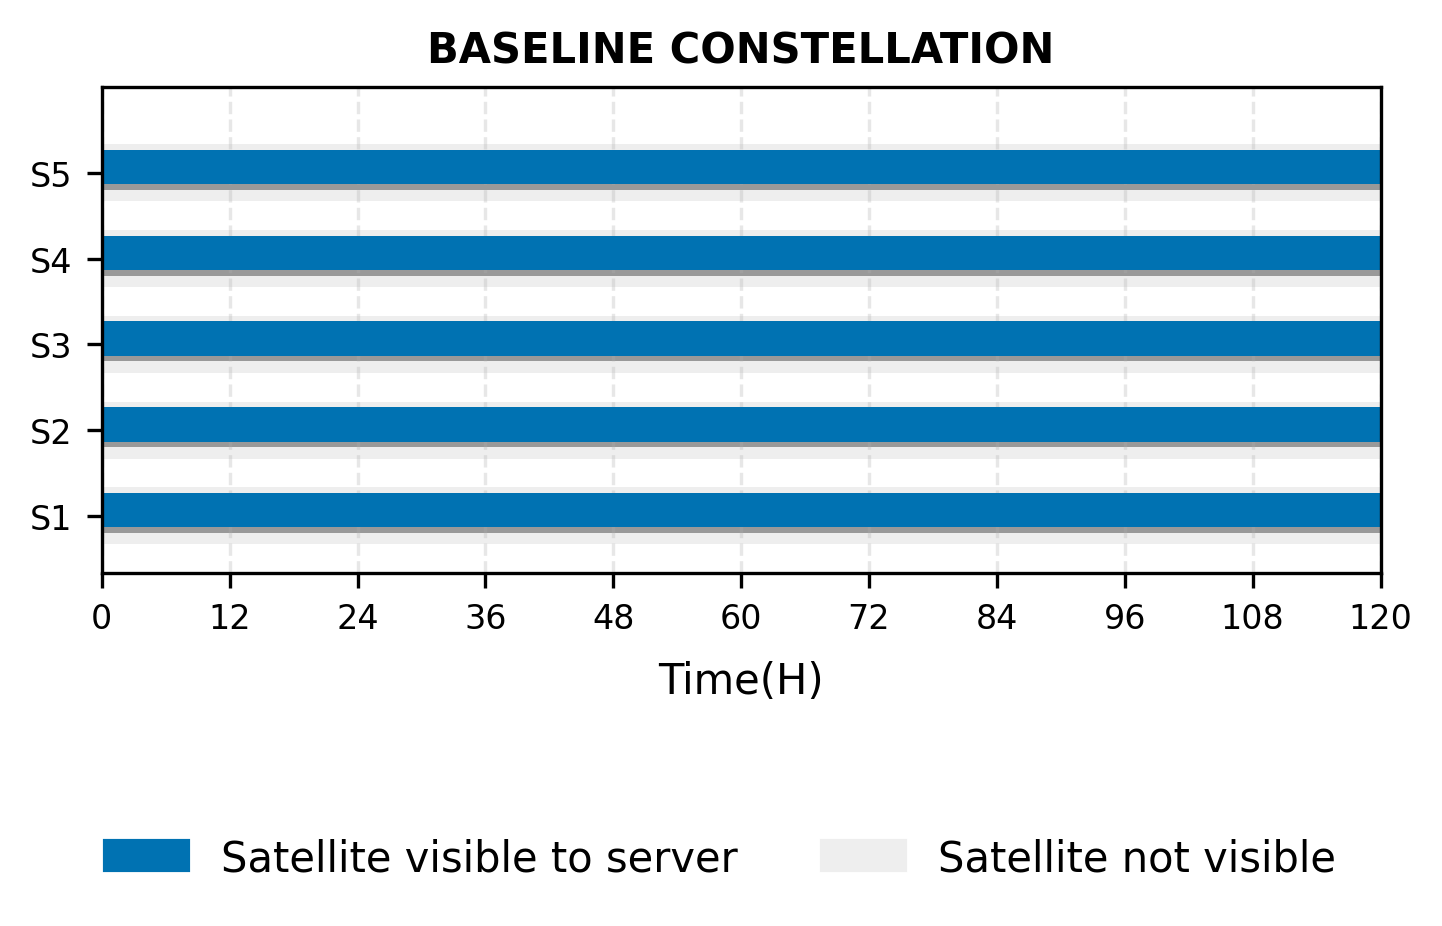 BASELINE CONSTELLATION
S5
S4
S3
S2
S1
0 12 24 36 48 60 72 84 96 108 120
Time(H)
Satellite visible to server Satellite not visible